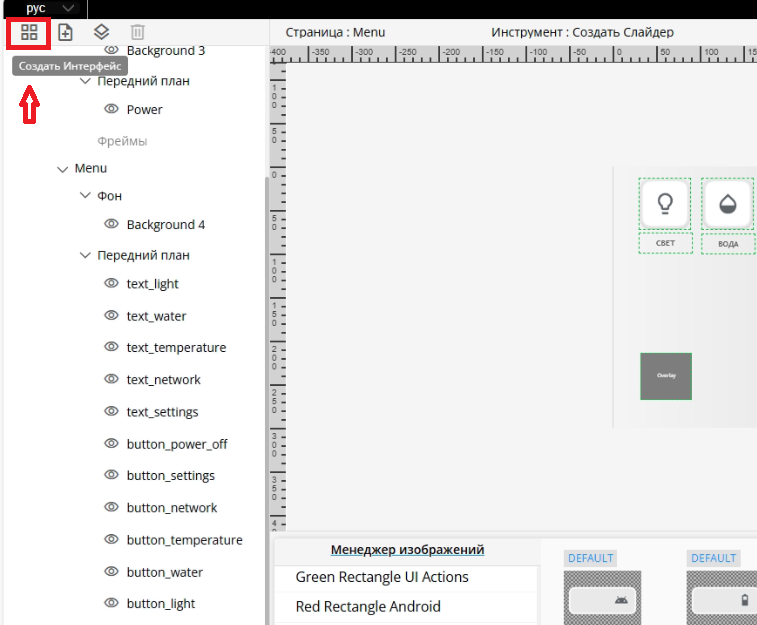 рус
Страница : Menu
Инструмент : Создать Слайдер
Создать Интерфейс
Background 3
Передний план
Power
Фреймы
Menu
Фон
Background 4
Передний план
text_light
text_water
text_temperature
text_network
text_settings
button_power_off
button_settings
button_network
button_temperature
button_water
button_light
-400 -350 -300 -250 -200 -150 -100 -50 0 50 100 15
100
50
0
50
100
150
200
250
300
350
4
СВЕТ
ВОДА
Overlay
Менеджер изображений
Green Rectangle UI Actions
Red Rectangle Android
DEFAULT
DEFAULT